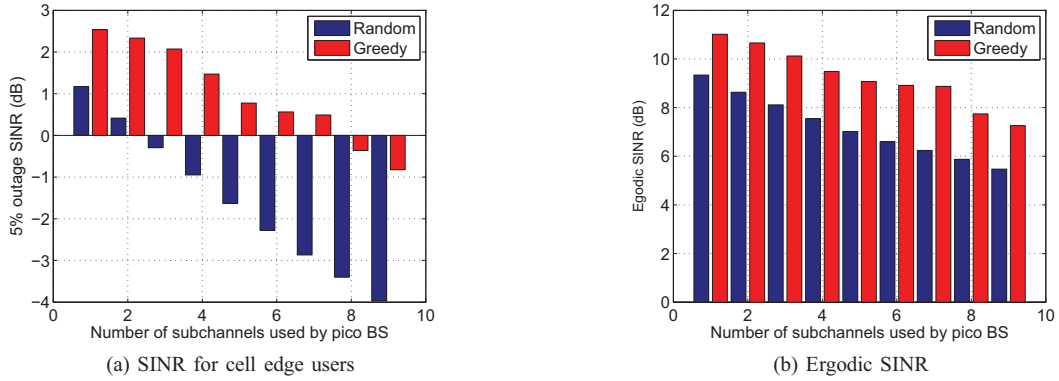 3
2
1
0
−1
−2
−3
−4
0
2
4
6
8
10
5% outage SINR (dB)
Number of subchannels used by pico BS
Random
Greedy
(a) SINR for cell edge users
12
10
8
6
4
2
0
0
2
4
6
8
10
Egodic SINR (dB)
Number of subchannels used by pico BS
Random
Greedy
(b) Ergodic SINR